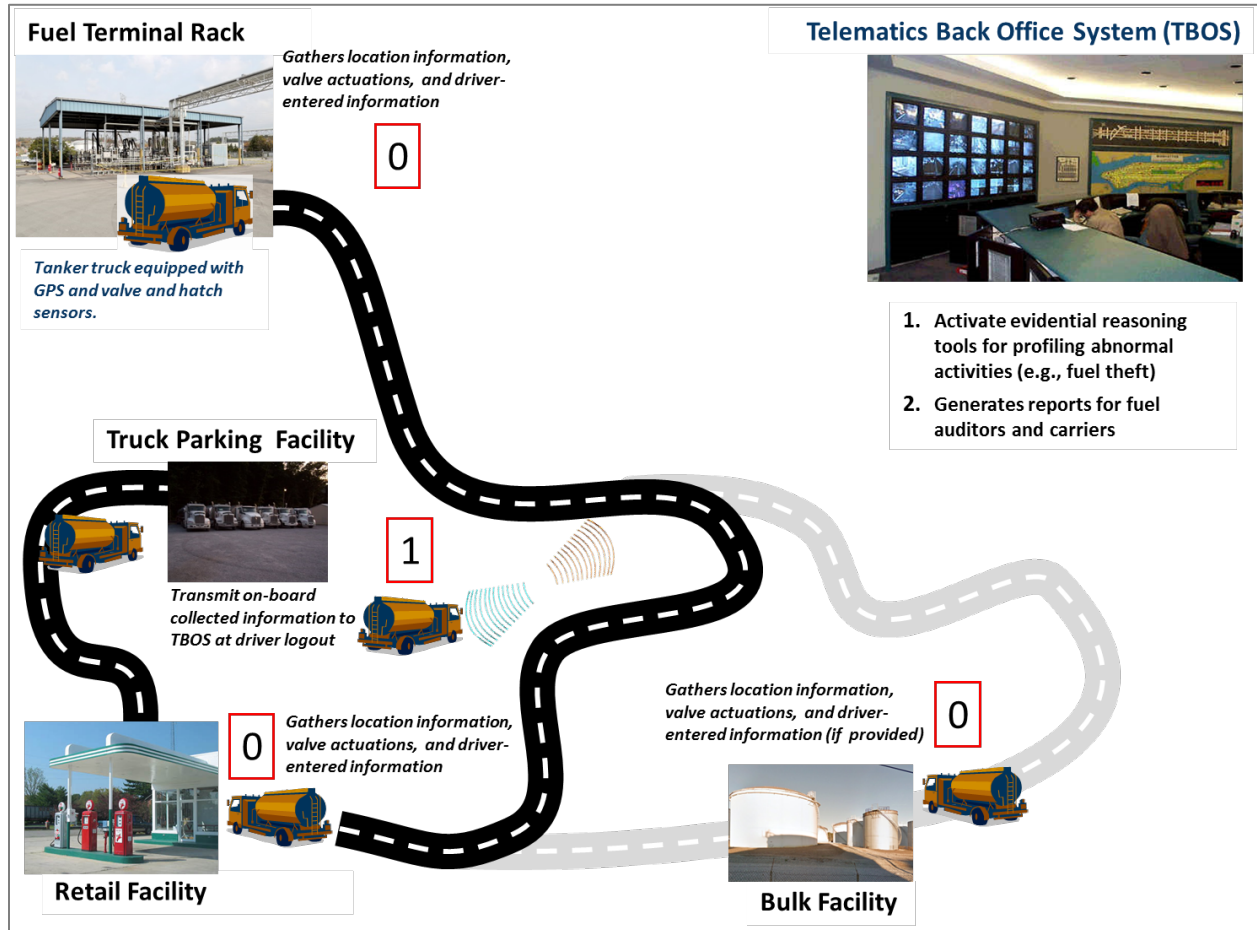 Fuel Terminal Rack
Gathers location information,
valve actuations, and driver-
entered information
0
Tanker truck equipped with
GPS and valve and hatch
sensors.
Telematics Back Office System (TBOS)
1. Activate evidential reasoning
tools for profiling abnormal
activities (e.g., fuel theft)
2. Generates reports for fuel
auditors and carriers
Truck Parking Facility
1
Transmit on-board
collected information to
TBOS at driver logout
0
Gathers location information,
valve actuations, and driver-
entered information
Retail Facility
Gathers location information,
valve actuations, and driver-
entered information (if provided)
0
Bulk Facility